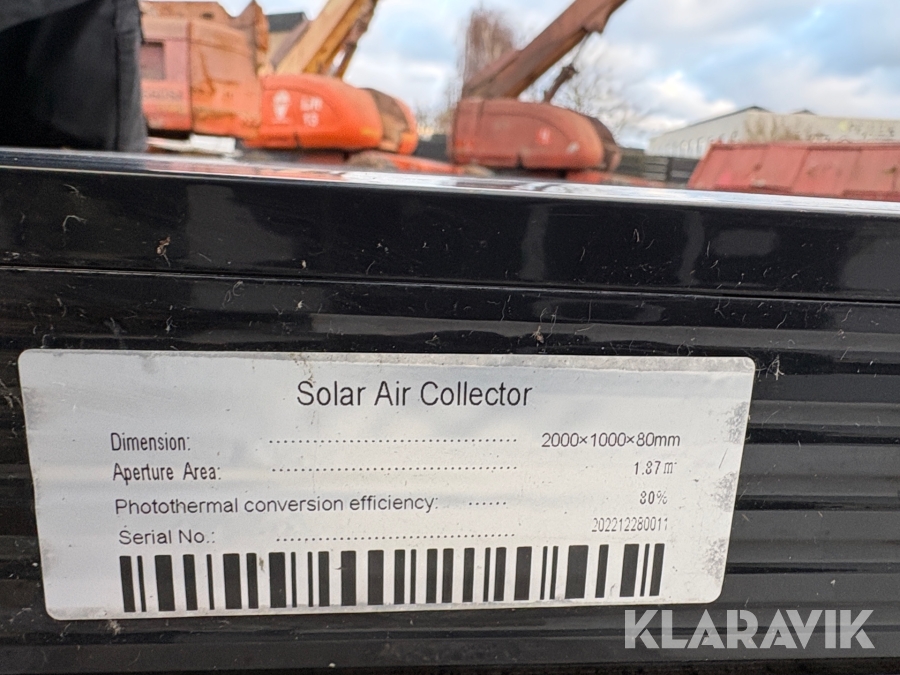 Solar Air Collector
Dimension: ................................ 2000×1000×80mm
Aperture Area: ................................ 1.87㎡
Photothermal conversion efficiency: ...... 80%
Serial No.: ............................... 202212280011
KLARAVIK